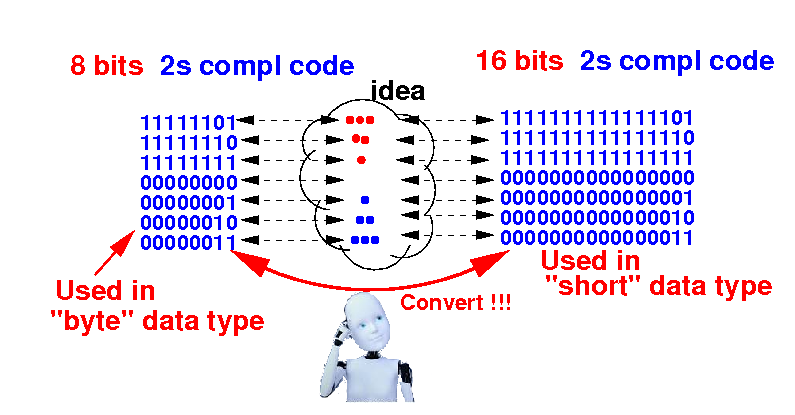 8 bits 2s compl code
16 bits 2s compl code
idea
11111101
11111110
11111111
00000000
00000001
00000010
00000011
1111111111111101
1111111111111110
1111111111111111
0000000000000000
0000000000000001
0000000000000010
0000000000000011
Used in
"byte" data type
Used in
"short" data type
Convert !!!